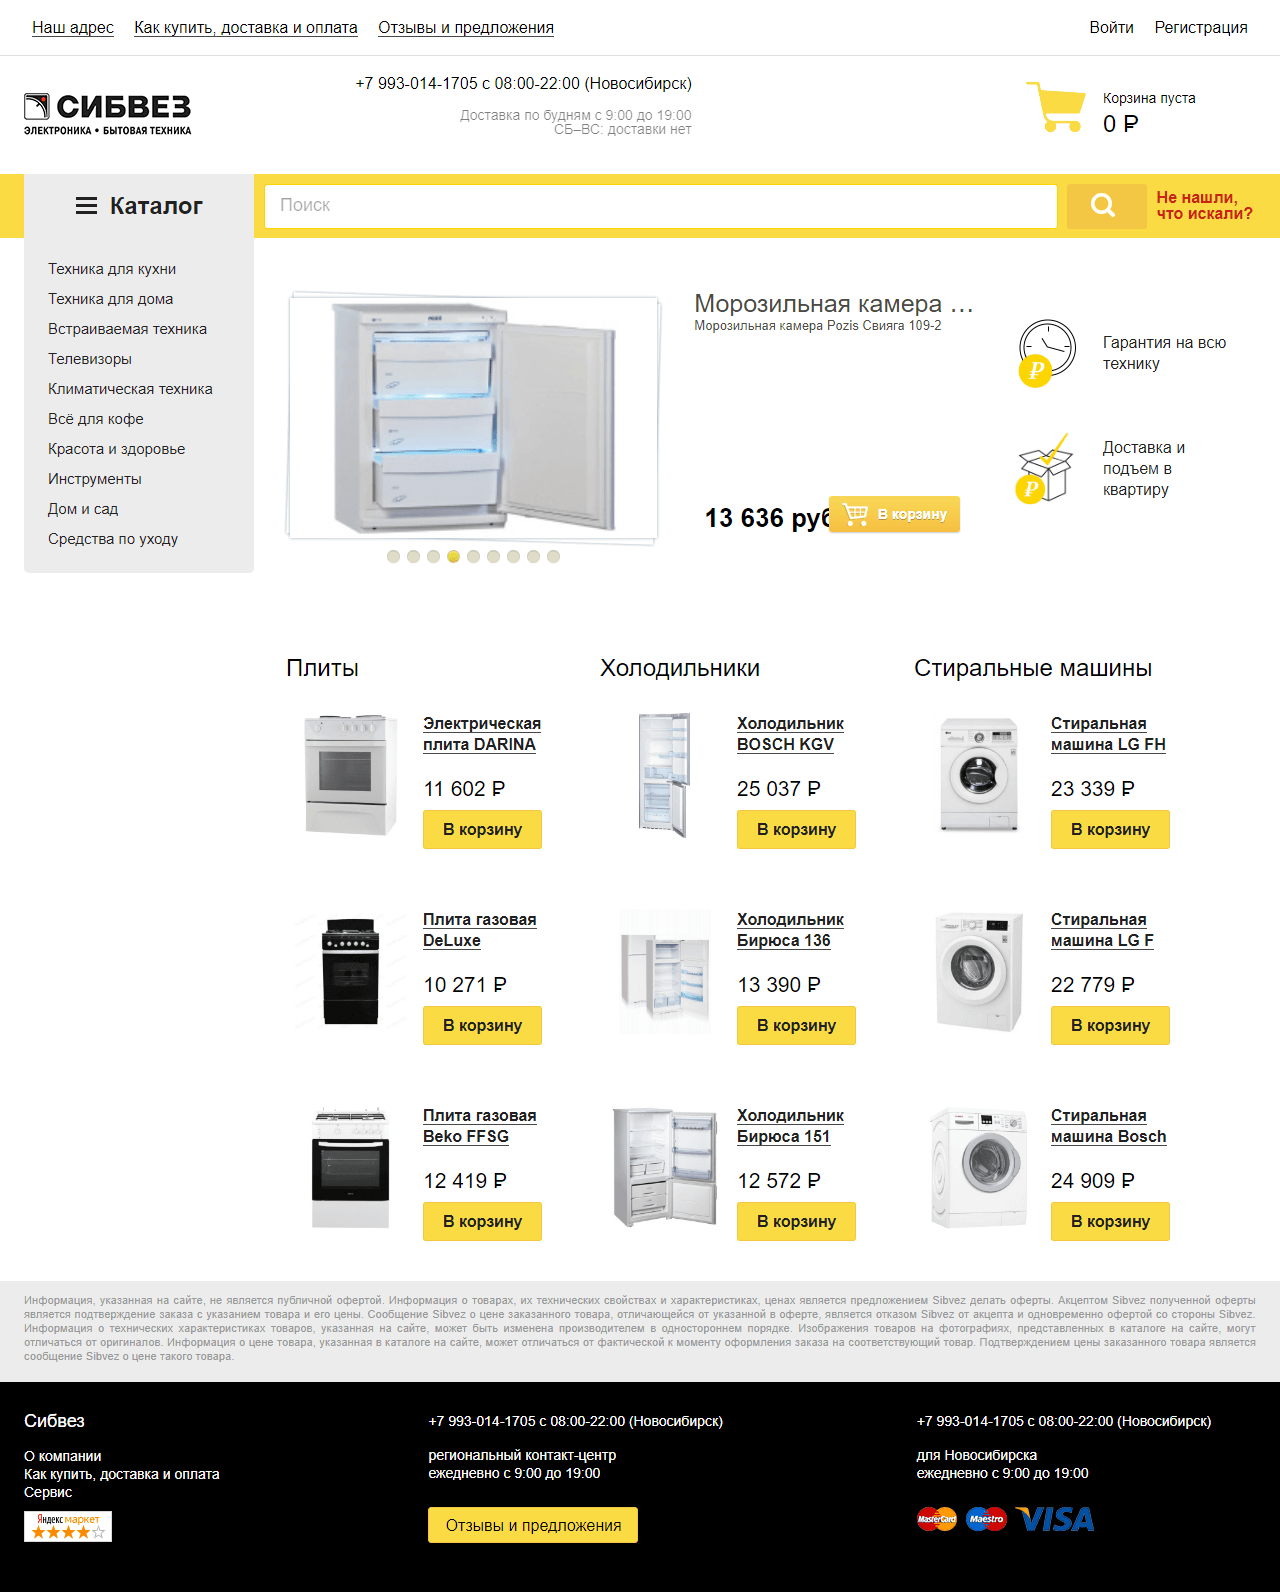 Наш адрес Как купить, доставка и оплата Отзывы и предложения Войти Регистрация
+7 993-014-1705 с 08:00-22:00 (Новосибирск)
СИБВЕЗ
ЭЛЕКТРОНИКА • БЫТОВАЯ ТЕХНИКА
Доставка по будням с 9:00 до 19:00
СБ–ВС: доставки нет
Корзина пуста
0 ₽
Каталог
Поиск
Не нашли,
что искали?
Техника для кухни
Техника для дома
Встраиваемая техника
Телевизоры
Климатическая техника
Всё для кофе
Красота и здоровье
Инструменты
Дом и сад
Средства по уходу
Морозильная камера …
Морозильная камера Pozis Свияга 109-2
13 636 руб
В корзину
Гарантия на всю
технику
Доставка и
подъем в
квартиру
Плиты
Холодильники
Стиральные машины
Электрическая
плита DARINA
11 602 ₽
В корзину
Холодильник
BOSCH KGV
25 037 ₽
В корзину
Стиральная
машина LG FH
23 339 ₽
В корзину
Плита газовая
DeLuxe
10 271 ₽
В корзину
Холодильник
Бирюса 136
13 390 ₽
В корзину
Стиральная
машина LG F
22 779 ₽
В корзину
Плита газовая
Beko FFSG
12 419 ₽
В корзину
Холодильник
Бирюса 151
12 572 ₽
В корзину
Стиральная
машина Bosch
24 909 ₽
В корзину
Информация, указанная на сайте, не является публичной офертой. Информация о товарах, их технических свойствах и характеристиках, ценах является предложением Sibvez делать оферты. Акцептом Sibvez полученной оферты
является подтверждение заказа с указанием товара и его цены. Сообщение Sibvez о цене заказанного товара, отличающейся от указанной в оферте, является отказом Sibvez от акцепта и одновременно офертой со стороны Sibvez.
Информация о технических характеристиках товаров, указанная на сайте, может быть изменена производителем в одностороннем порядке. Изображения товаров на фотографиях, представленных в каталоге на сайте, могут
отличаться от оригиналов. Информация о цене товара, указанная в каталоге на сайте, может отличаться от фактической к моменту оформления заказа на соответствующий товар. Подтверждением цены заказанного товара является
сообщение Sibvez о цене такого товара.
Сибвез
О компании
Как купить, доставка и оплата
Сервис
Яндекс маркет
+7 993-014-1705 с 08:00-22:00 (Новосибирск)
региональный контакт-центр
ежедневно с 9:00 до 19:00
Отзывы и предложения
+7 993-014-1705 с 08:00-22:00 (Новосибирск)
для Новосибирска
ежедневно с 9:00 до 19:00
MasterCard Maestro VISA